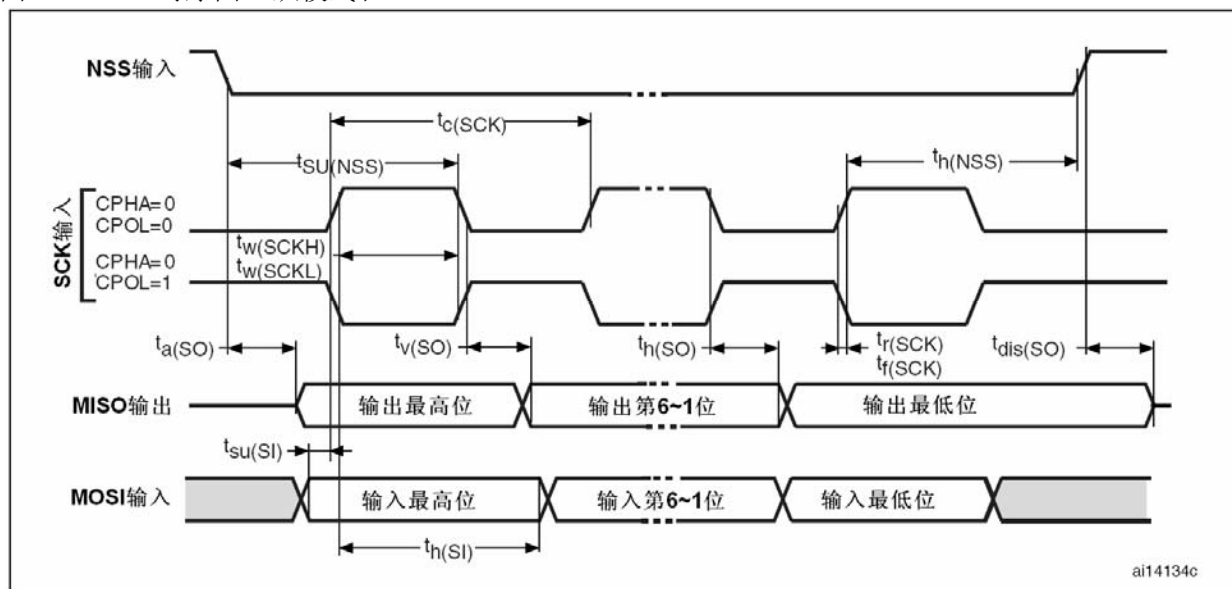 NSS输入
tc(SCK)
tSU(NSS)
th(NSS)
SCK输入
CPHA=0
CPOL=0
tw(SCKH)
tw(SCKL)
CPHA=0
CPOL=1
ta(SO)
tv(SO)
th(SO)
tr(SCK)
tf(SCK)
tdis(SO)
MISO输出
输出最高位
输出第6~1位
输出最低位
tsu(SI)
MOSI输入
输入最高位
输入第6~1位
输入最低位
th(SI)
ai14134c